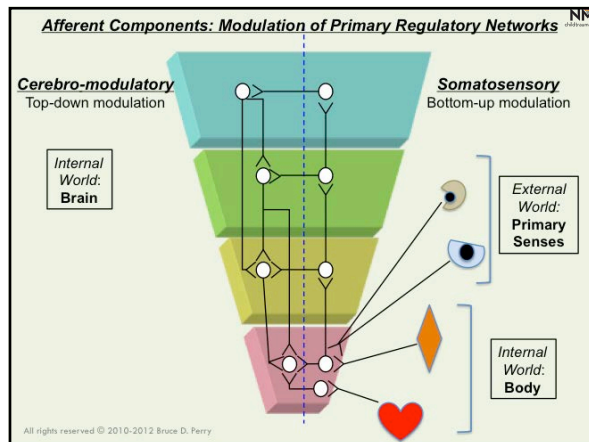 Afferent Components: Modulation of Primary Regulatory Networks
Cerebro-modulatory
Top-down modulation
Somatosensory
Bottom-up modulation
Internal
World:
Brain
External
World:
Primary
Senses
Internal
World:
Body
All rights reserved © 2010-2012 Bruce D. Perry